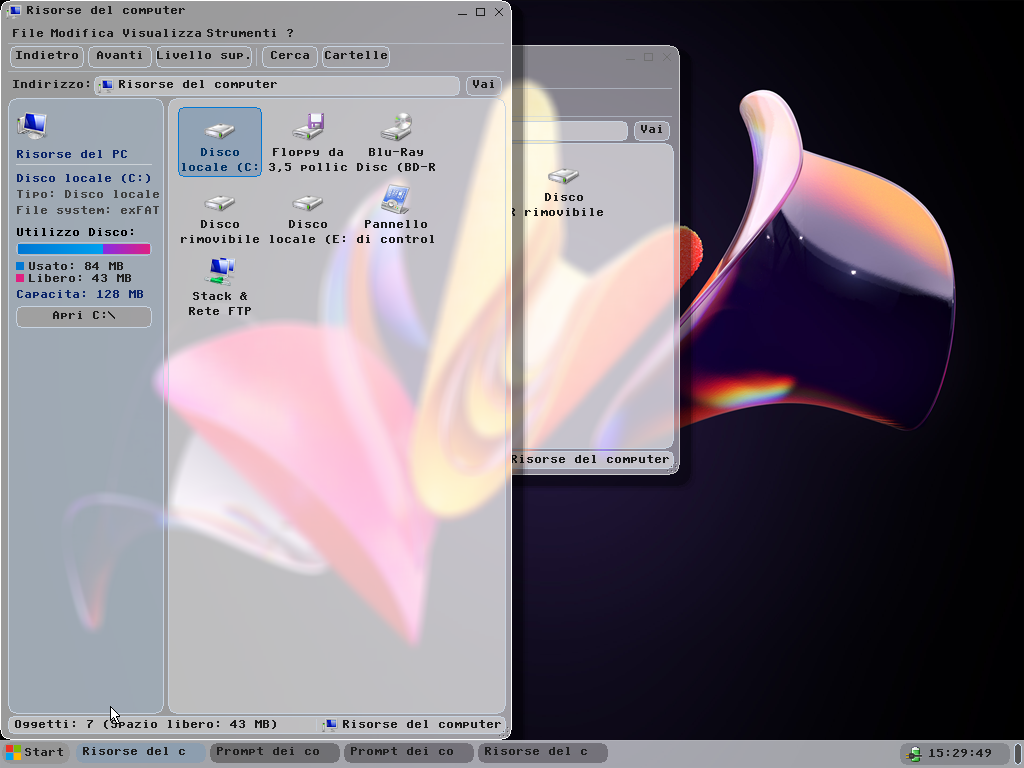 Risorse del computer
File Modifica Visualizza Strumenti ?
Indietro Avanti Livello sup. Cerca Cartelle
Indirizzo: Risorse del computer Vai
Vai
Risorse del PC
Disco locale (C:)
Tipo: Disco locale
File system: exFAT
Utilizzo Disco:
Usato: 84 MB
Libero: 43 MB
Capacita: 128 MB
Apri C:\
Disco
locale (C:
Floppy da
3,5 pollic
Blu-Ray
Disc (BD-R
Disco
rimovibile
Disco
locale (E:
Pannello
di control
Stack &
Rete FTP
Disco
R rimovibile
Risorse del computer
Oggetti: 7 (Spazio libero: 43 MB) Risorse del computer
Start Risorse del c Prompt dei co Prompt dei co Risorse del c 15:29:49